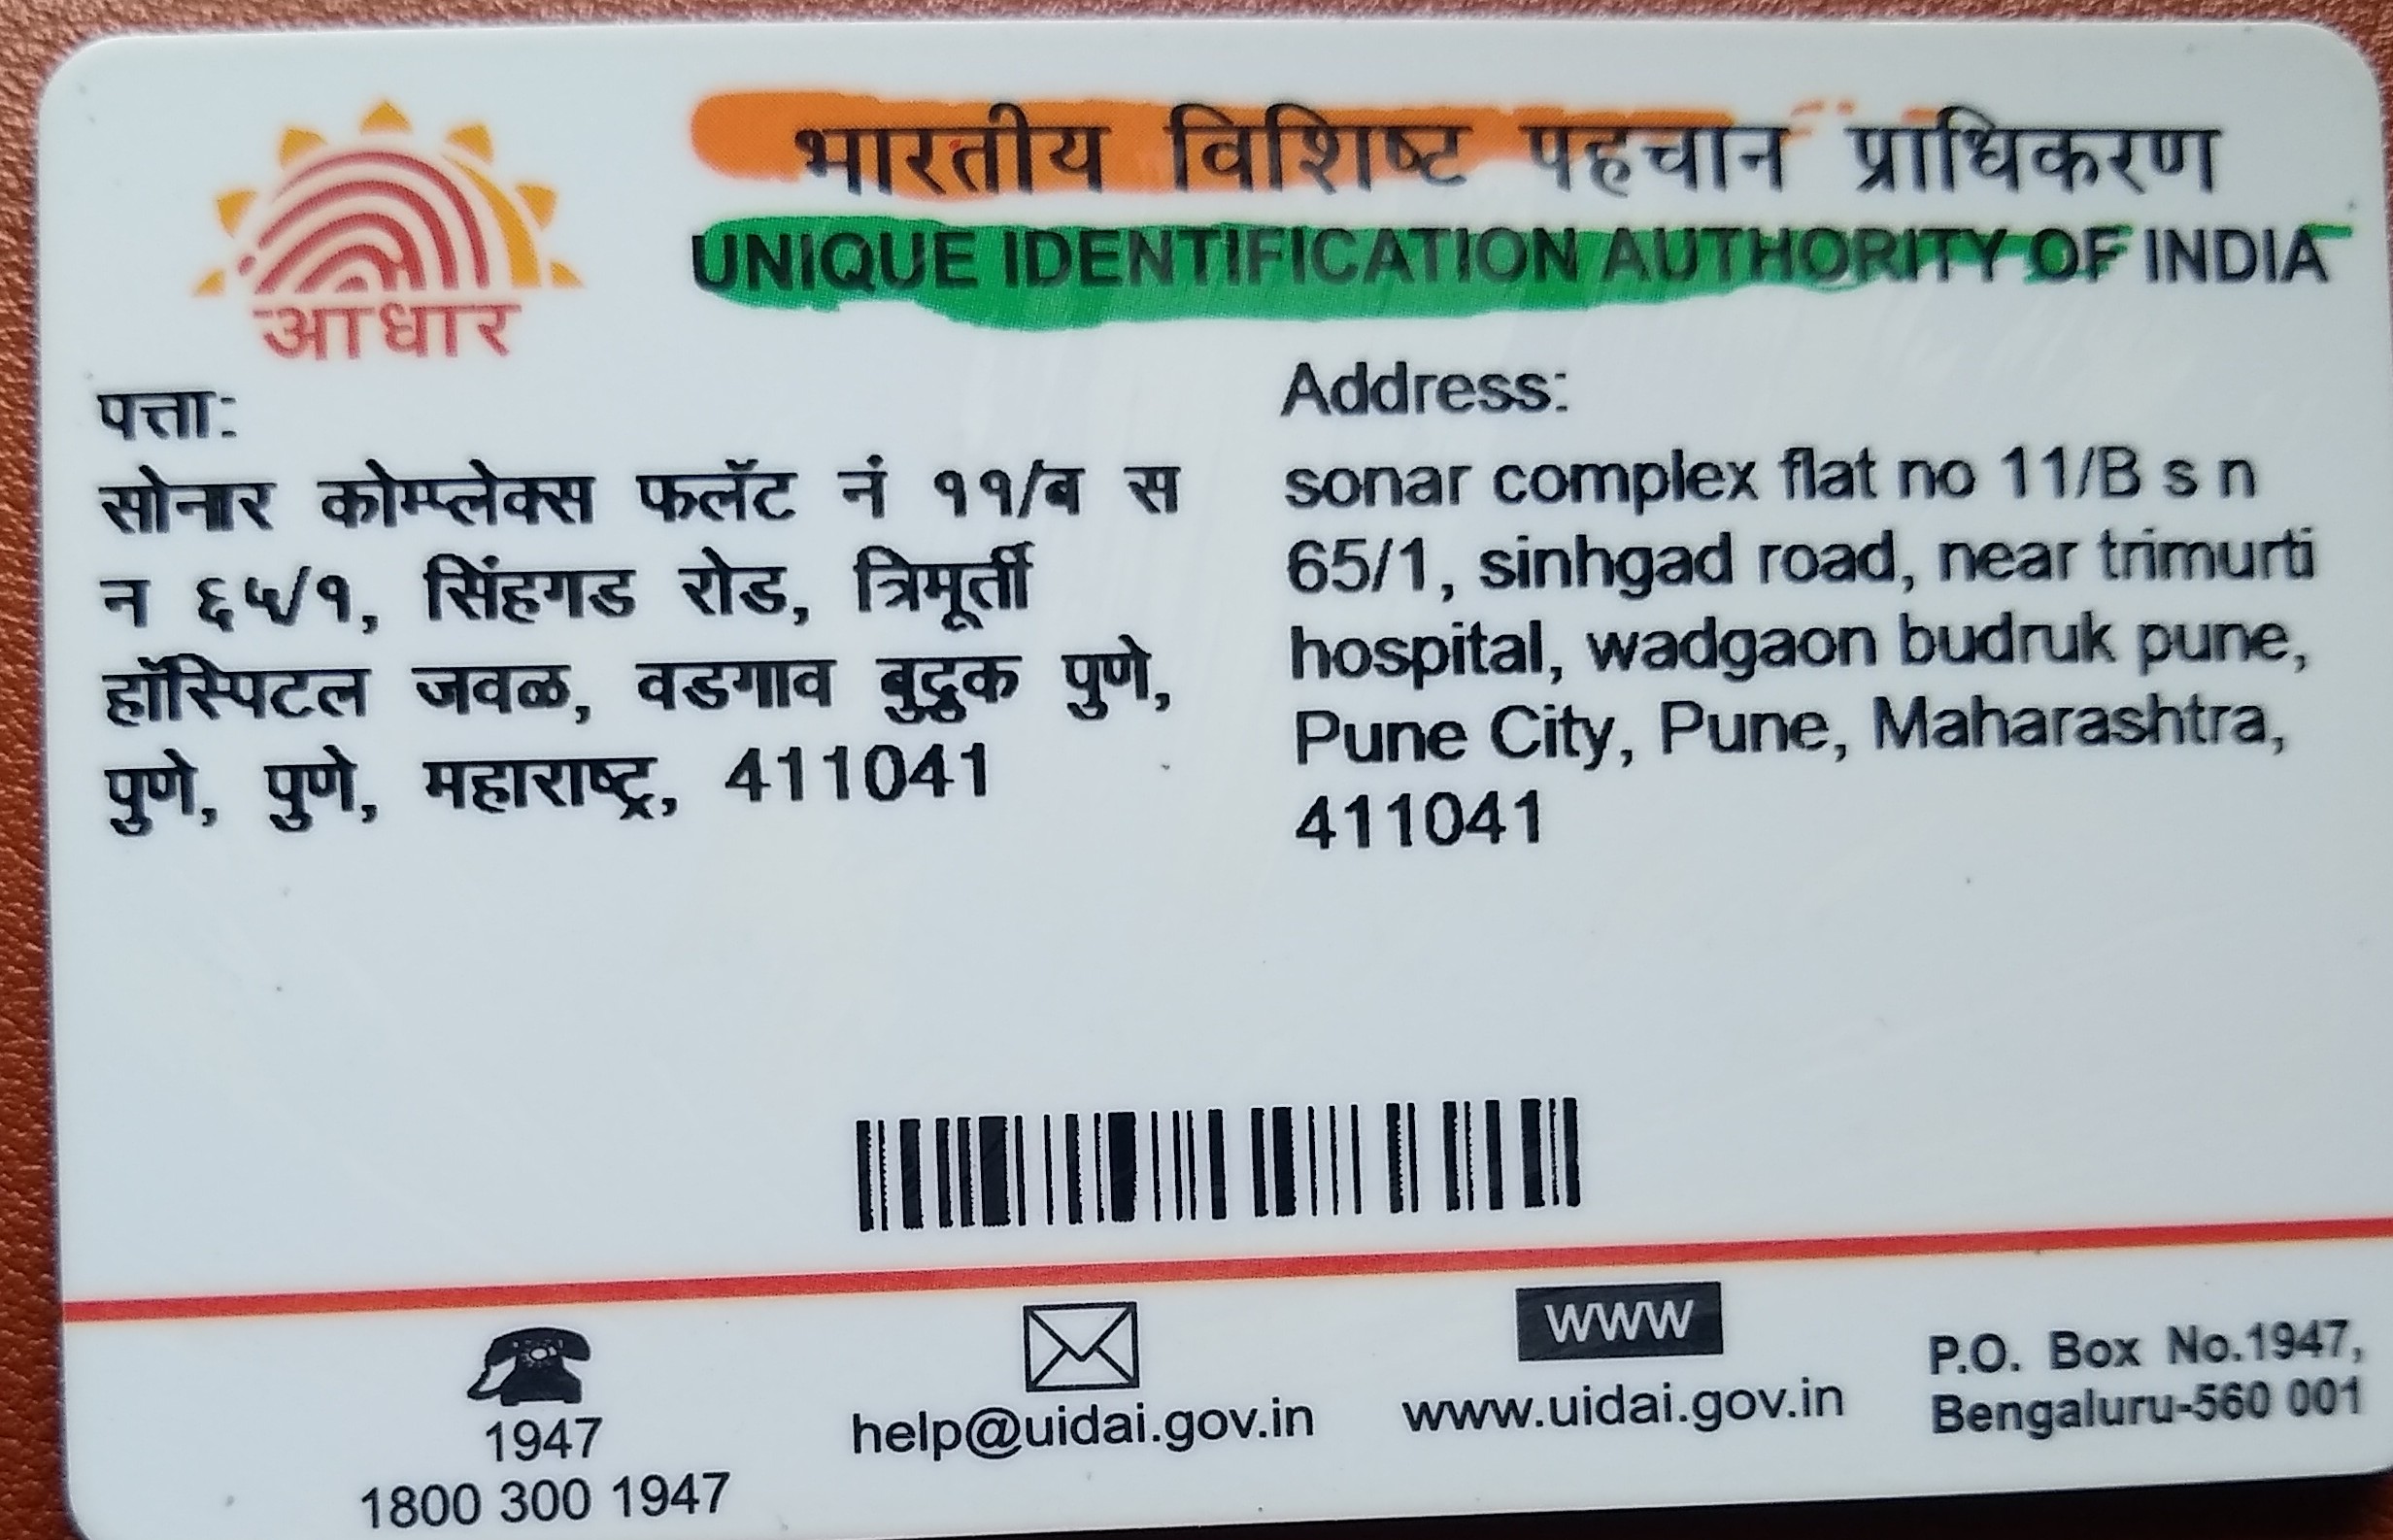 भारतीय विशिष्ट पहचान प्राधिकरण
UNIQUE IDENTIFICATION AUTHORITY OF INDIA
आधार
पत्ता:
सोनार कोम्प्लेक्स फलॅट नं ११/ब स
न ६५/१, सिंहगड रोड, त्रिमूर्ती
हॉस्पिटल जवळ, वडगाव बुद्रुक पुणे,
पुणे, पुणे, महाराष्ट्र, 411041
Address:
sonar complex flat no 11/B s n
65/1, sinhgad road, near trimurti
hospital, wadgaon budruk pune,
Pune City, Pune, Maharashtra,
411041
1947
1800 300 1947
help@uidai.gov.in
www
www.uidai.gov.in
P.O. Box No.1947,
Bengaluru-560 001